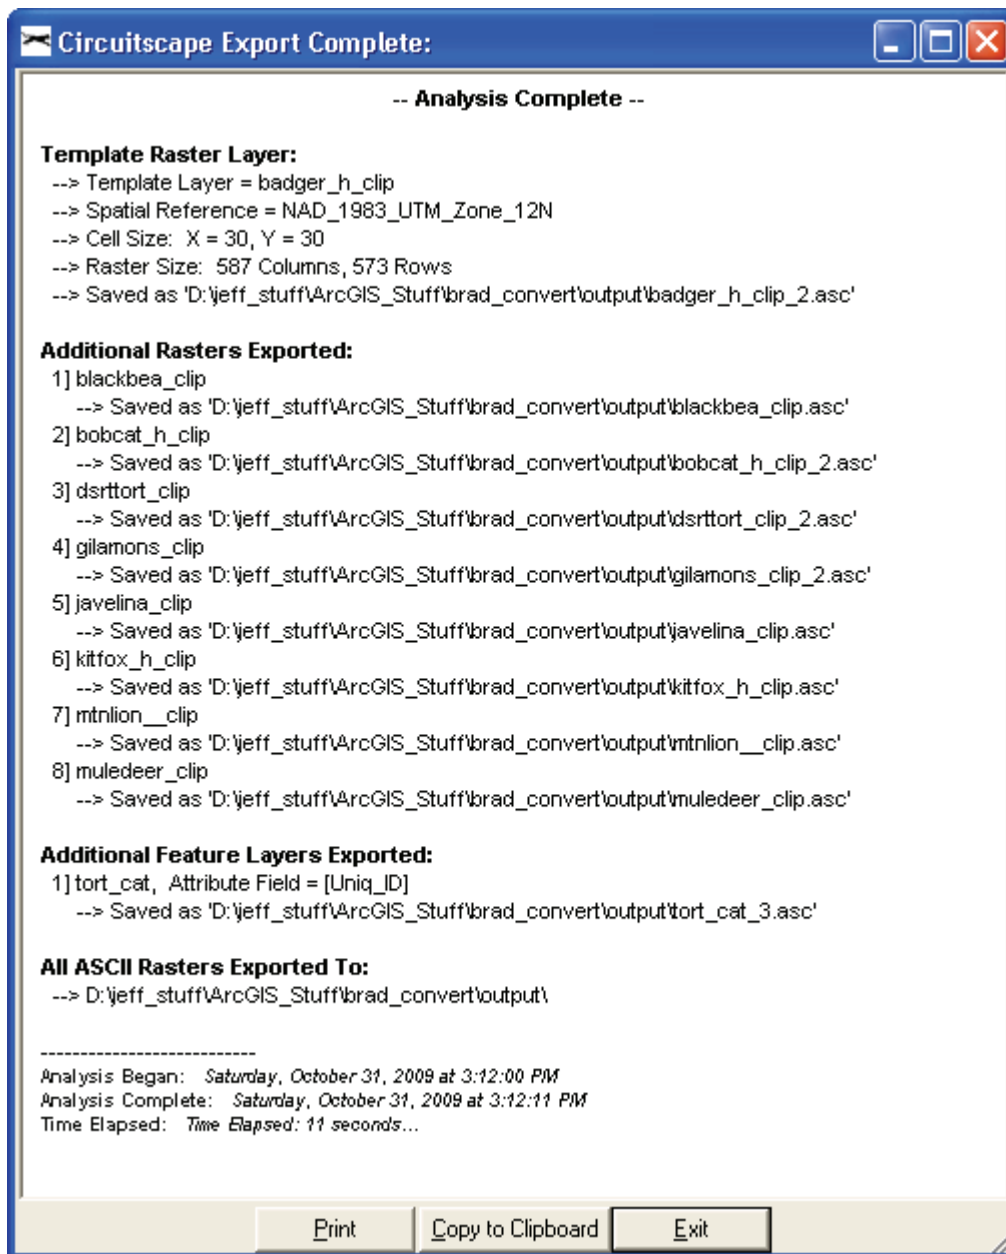 Circuitscape Export Complete:
-- Analysis Complete --
Template Raster Layer:
--> Template Layer = badger_h_clip
--> Spatial Reference = NAD_1983_UTM_Zone_12N
--> Cell Size:  X = 30, Y = 30
--> Raster Size:  587 Columns, 573 Rows
--> Saved as 'D:\jeff_stuff\ArcGIS_Stuff\brad_convert\output\badger_h_clip_2.asc'
Additional Rasters Exported:
1] blackbea_clip
--> Saved as 'D:\jeff_stuff\ArcGIS_Stuff\brad_convert\output\blackbea_clip.asc'
2] bobcat_h_clip
--> Saved as 'D:\jeff_stuff\ArcGIS_Stuff\brad_convert\output\bobcat_h_clip_2.asc'
3] dsrttort_clip
--> Saved as 'D:\jeff_stuff\ArcGIS_Stuff\brad_convert\output\dsrttort_clip_2.asc'
4] gilamons_clip
--> Saved as 'D:\jeff_stuff\ArcGIS_Stuff\brad_convert\output\gilamons_clip_2.asc'
5] javelina_clip
--> Saved as 'D:\jeff_stuff\ArcGIS_Stuff\brad_convert\output\javelina_clip.asc'
6] kitfox_h_clip
--> Saved as 'D:\jeff_stuff\ArcGIS_Stuff\brad_convert\output\kitfox_h_clip.asc'
7] mtnlion__clip
--> Saved as 'D:\jeff_stuff\ArcGIS_Stuff\brad_convert\output\mtnlion__clip.asc'
8] muledeer_clip
--> Saved as 'D:\jeff_stuff\ArcGIS_Stuff\brad_convert\output\muledeer_clip.asc'
Additional Feature Layers Exported:
1] tort_cat,  Attribute Field = [Uniq_ID]
--> Saved as 'D:\jeff_stuff\ArcGIS_Stuff\brad_convert\output\tort_cat_3.asc'
All ASCII Rasters Exported To:
--> D:\jeff_stuff\ArcGIS_Stuff\brad_convert\output\
---------------------------
Analysis Began:   Saturday, October 31, 2009 at 3:12:00 PM
Analysis Complete:   Saturday, October 31, 2009 at 3:12:11 PM
Time Elapsed:   Time Elapsed: 11 seconds...
Print Copy to Clipboard Exit